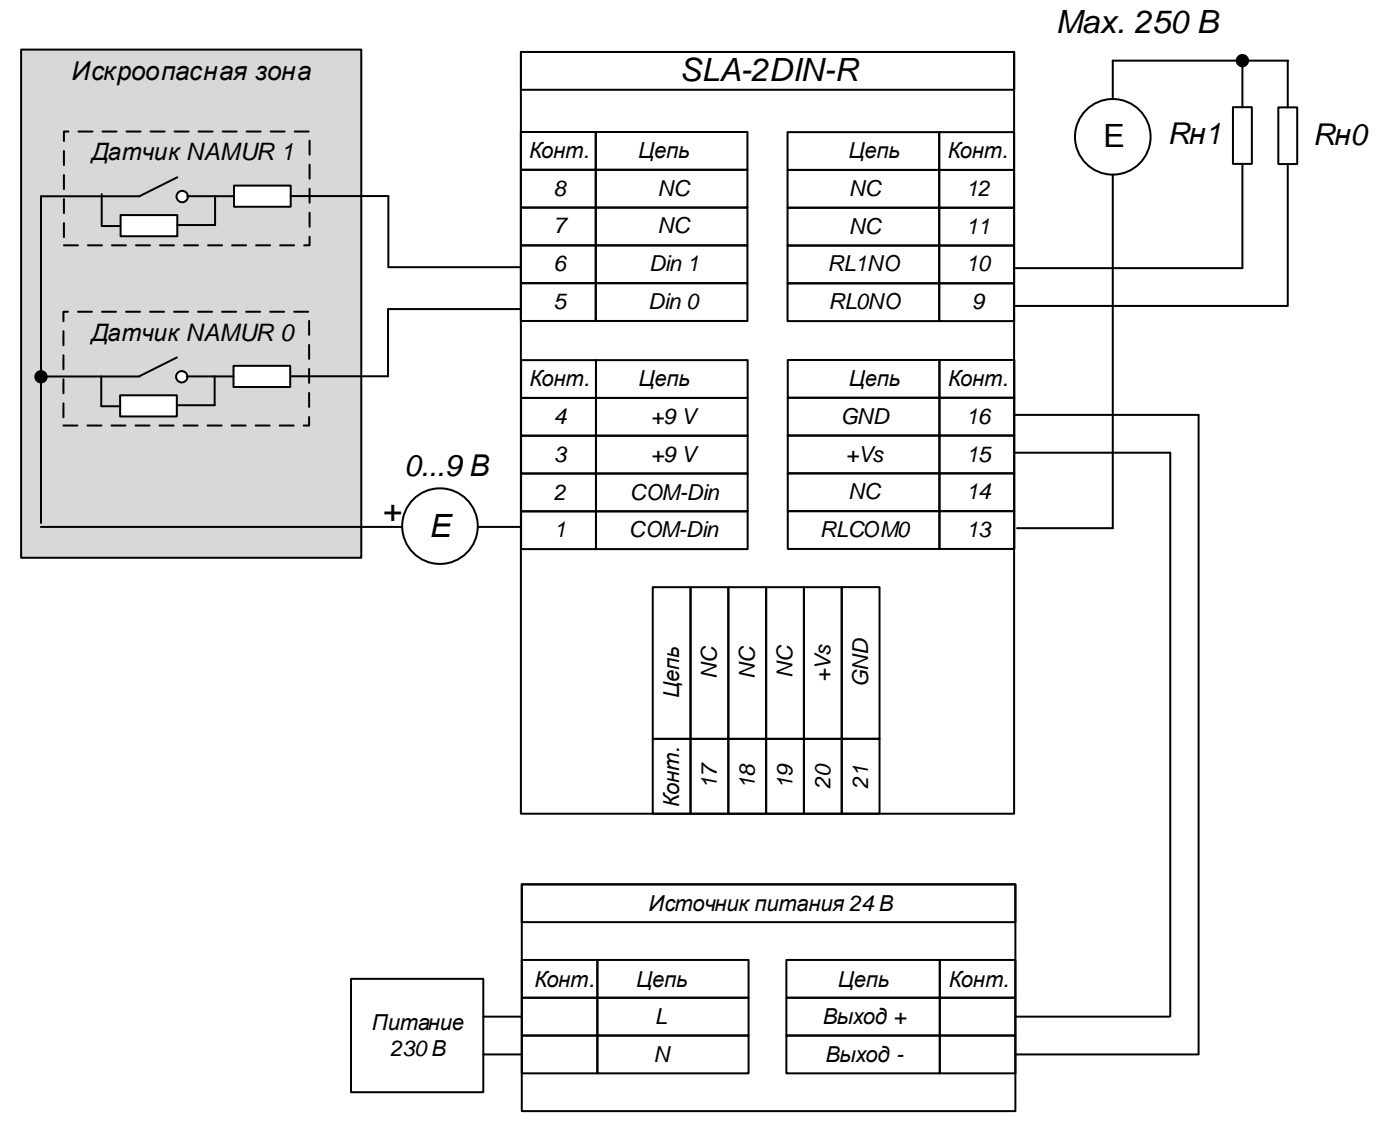 Max. 250 В
Искроопасная зона
SLA-2DIN-R
Датчик NAMUR 1
Датчик NAMUR 0
0...9 В
+
E
Конт. Цепь
8 NC
7 NC
6 Din 1
5 Din 0
Цепь Конт.
NC 12
NC 11
RL1NO 10
RL0NO 9
E
Rн1
Rн0
Конт. Цепь
4 +9 V
3 +9 V
2 COM-Din
1 COM-Din
Цепь Конт.
GND 16
+Vs 15
NC 14
RLCOM0 13
Цепь NC NC NC +Vs GND
Конт. 17 18 19 20 21
Источник питания 24 В
Питание
230 В
Конт. Цепь
L
N
Цепь Конт.
Выход +
Выход -